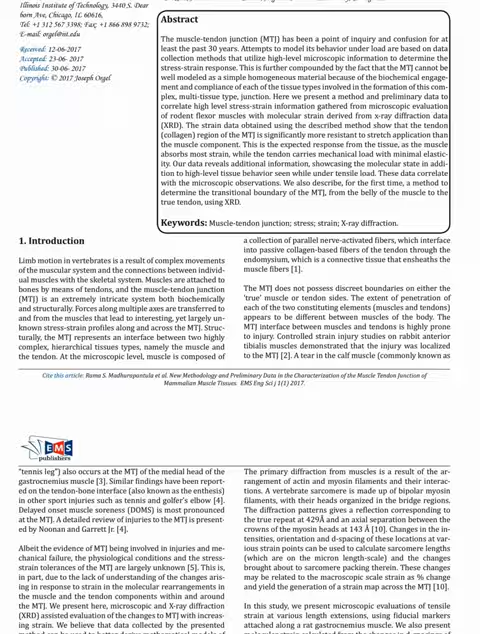 Illinois Institute of Technology, 3440 S. Dear
born Ave, Chicago, IL 60616,
Tel: +1 312 567 3398; Fax: +1 866 898 9732;
E-mail: orgel@iit.edu
Received: 12-06-2017
Accepted: 23-06- 2017
Published: 30-06- 2017
Copyright: © 2017 Joseph Orgel
Abstract
The muscle-tendon junction (MTJ) has been a point of inquiry and confusion for at
least the past 30 years. Attempts to model its behavior under load are based on data
collection methods that utilize high-level microscopic information to determine the
stress-strain response. This is further compounded by the fact that the MTJ cannot be
well modeled as a simple homogeneous material because of the biochemical engage-
ment and compliance of each of the tissue types involved in the formation of this com-
plex, multi-tissue type, junction. Here we present a method and preliminary data to
correlate high level stress-strain information gathered from microscopic evaluation
of rodent flexor muscles with molecular strain derived from x-ray diffraction data
(XRD). The strain data obtained using the described method show that the tendon
(collagen) region of the MTJ is significantly more resistant to stretch application than
the muscle component. This is the expected response from the tissue, as the muscle
absorbs most strain, while the tendon carries mechanical load with minimal elastic-
ity. Our data reveals additional information, showcasing the molecular state in addi-
tion to high-level tissue behavior seen while under tensile load. These data correlate
with the microscopic observations. We also describe, for the first time, a method to
determine the transitional boundary of the MTJ, from the belly of the muscle to the
true tendon, using XRD.
Keywords: Muscle-tendon junction; stress; strain; X-ray diffraction.
1. Introduction
Limb motion in vertebrates is a result of complex movements
of the muscular system and the connections between individ-
ual muscles with the skeletal system. Muscles are attached to
bones by means of tendons, and the muscle-tendon junction
(MTJ) is an extremely intricate system both biochemically
and structurally. Forces along multiple axes are transferred to
and from the muscles that lead to interesting, yet largely un-
known stress-strain profiles along and across the MTJ. Struc-
turally, the MTJ represents an interface between two highly
complex, hierarchical tissues types, namely the muscle and
the tendon. At the microscopic level, muscle is composed of
a collection of parallel nerve-activated fibers, which interface
into passive collagen-based fibers of the tendon through the
endomysium, which is a connective tissue that ensheaths the
muscle fibers [1].
The MTJ does not possess discreet boundaries on either the
'true' muscle or tendon sides. The extent of penetration of
each of the two constituting elements (muscles and tendons)
appears to be different between muscles of the body. The
MTJ interface between muscles and tendons is highly prone
to injury. Controlled strain injury studies on rabbit anterior
tibialis muscles demonstrated that the injury was localized
to the MTJ [2]. A tear in the calf muscle (commonly known as
Cite this article: Rama S. Madhurapantula et al. New Methodology and Preliminary Data in the Characterization of the Muscle Tendon Junction of
Mammalian Muscle Tissues. EMS Eng Sci j 1(1) 2017.
EMS
publishers
"tennis leg") also occurs at the MTJ of the medial head of the
gastrocnemius muscle [3]. Similar findings have been report-
ed on the tendon-bone interface (also known as the enthesis)
in other sport injuries such as tennis and golfer's elbow [4].
Delayed onset muscle soreness (DOMS) is most pronounced
at the MTJ. A detailed review of injuries to the MTJ is present-
ed by Noonan and Garrett Jr. [4].
Albeit the evidence of MTJ being involved in injuries and me-
chanical failure, the physiological conditions and the stress-
strain tolerances of the MTJ are largely unknown [5]. This is,
in part, due to the lack of understanding of the changes aris-
ing in response to strain in the molecular rearrangements in
the muscle and the tendon components within and around
the MTJ. We present here, microscopic and X-ray diffraction
(XRD) assisted evaluation of the changes to MTJ with increas-
ing strain. We believe that data collected by the presented
The primary diffraction from muscles is a result of the ar-
rangement of actin and myosin filaments and their interac-
tions. A vertebrate sarcomere is made up of bipolar myosin
filaments, with their heads organized in the bridge regions.
The diffraction patterns gives a reflection corresponding to
the true repeat at 429Å and an axial separation between the
crowns of the myosin heads at 143 Å [10]. Changes in the in-
tensities, orientation and d-spacing of these locations at var-
ious strain points can be used to calculate sarcomere lengths
(which are on the micron length-scale) and the changes
brought about to sarcomere packing therein. These changes
may be related to the macroscopic scale strain as % change
and yield the generation of a strain map across the MTJ [10].
In this study, we present microscopic evaluations of tensile
strain at various length extensions, using fiducial markers
attached along a rat gastrocnemius muscle. We also present